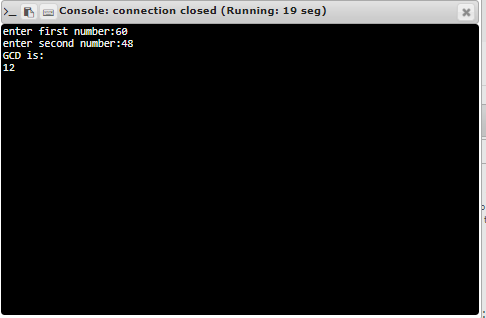 >_ Console: connection closed (Running: 19 seg)
enter first number:60
enter second number:48
GCD is:
12